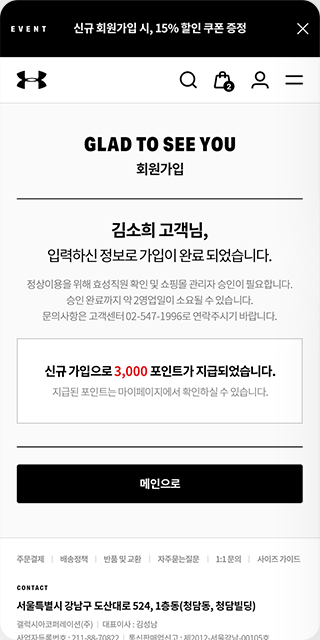 EVENT 신규 회원가입 시, 15% 할인 쿠폰 증정
2
GLAD TO SEE YOU
회원가입
김소희 고객님,
입력하신 정보로 가입이 완료 되었습니다.
정상이용을 위해 효성직원 확인 및 쇼핑몰 관리자 승인이 필요합니다.
승인 완료까지 약 2영업일이 소요될 수 있습니다.
문의사항은 고객센터 02-547-1996로 연락주시기 바랍니다.
신규 가입으로 3,000 포인트가 지급되었습니다.
지급된 포인트는 마이페이지에서 확인하실 수 있습니다.
메인으로
주문결제 | 배송정책 | 반품 및 교환 | 자주묻는질문 | 1:1 문의 | 사이즈 가이드
CONTACT
서울특별시 강남구 도산대로 524, 1층동(청담동, 청담빌딩)
갤럭시아코퍼레이션(주) | 대표이사 : 김성남
사업자등록번호 : 211-88-70822 | 통신판매업신고 : 제2012-서울강남-00105호